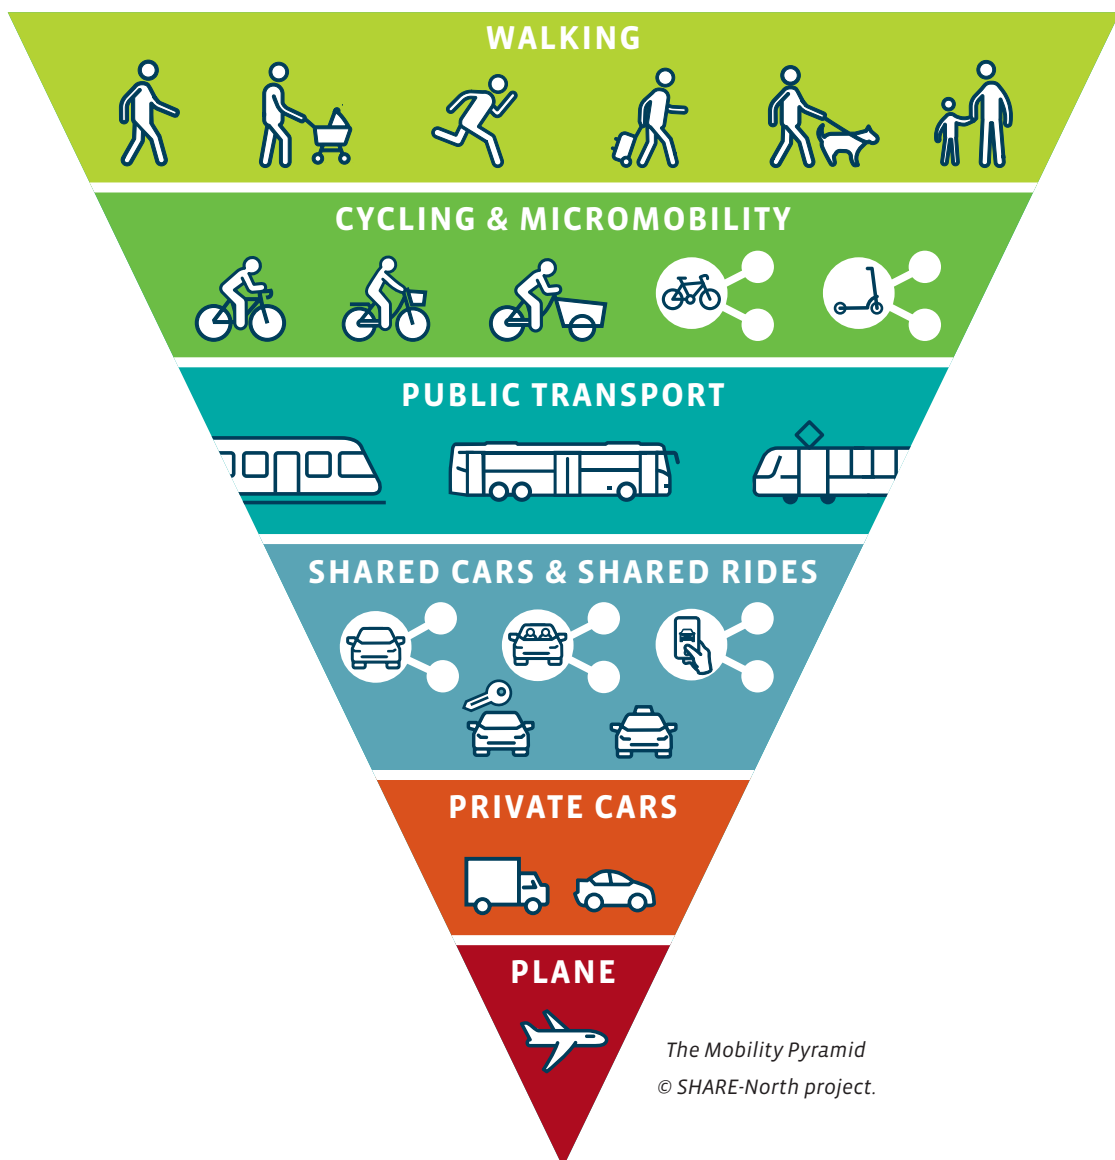 WALKING
CYCLING & MICROMOBILITY
PUBLIC TRANSPORT
SHARED CARS & SHARED RIDES
PRIVATE CARS
PLANE
The Mobility Pyramid
© SHARE-North project.